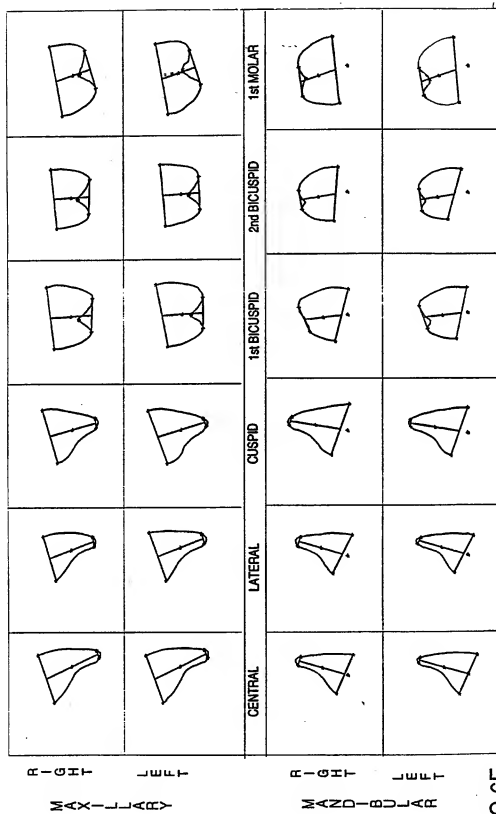 MAXILLARY
RIGHT
LEFT
CENTRAL LATERAL CUSPID 1st BICUSPID 2nd BICUSPID 1st MOLAR
MANDIBULAR
RIGHT
LEFT